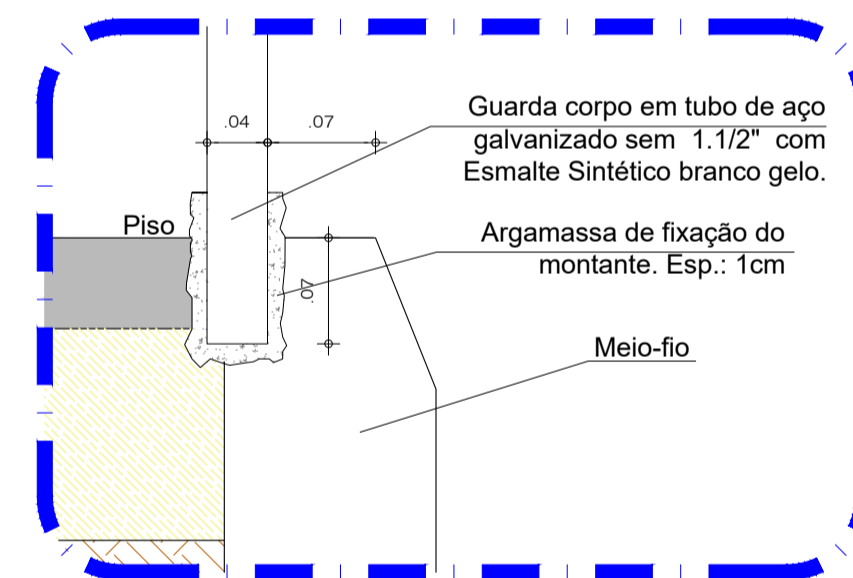 .04
.07
Guarda corpo em tubo de aço
galvanizado sem 1.1/2" com
Esmalte Sintético branco gelo.
Piso
Argamassa de fixação do
montante. Esp.: 1cm
.07
Meio-fio